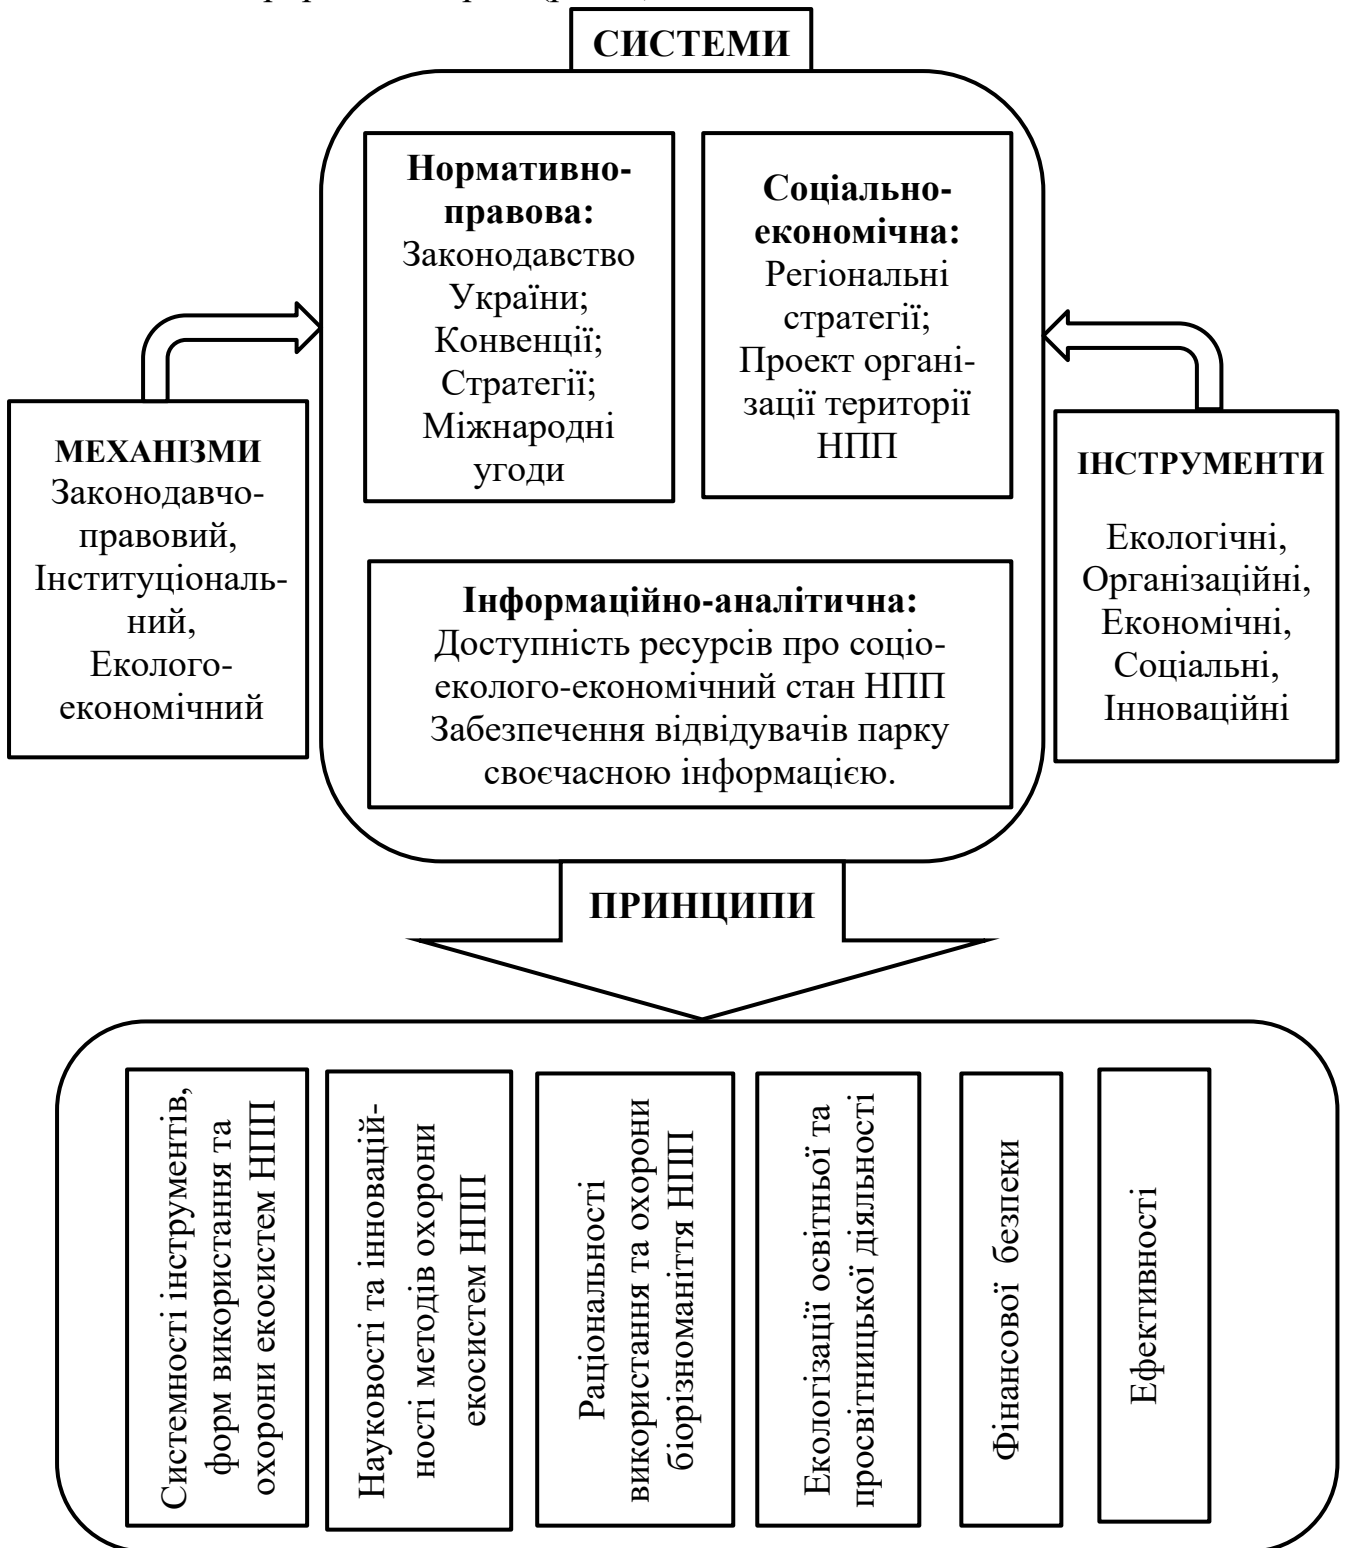 СИСТЕМИ
Нормативно-
правова:
Законодавство
України;
Конвенції;
Стратегії;
Міжнародні
угоди
Соціально-
економічна:
Регіональні
стратегії;
Проект органі-
зації території
НПП
МЕХАНІЗМИ
Законодавчо-
правовий,
Інституціональ-
ний,
Еколого-
економічний
ІНСТРУМЕНТИ
Екологічні,
Організаційні,
Економічні,
Соціальні,
Інноваційні
Інформаційно-аналітична:
Доступність ресурсів про соціо-
еколого-економічний стан НПП
Забезпечення відвідувачів парку
своєчасною інформацією.
ПРИНЦИПИ
Системності інструментів,
форм використання та
охорони екосистем НПП
Науковості та інновацій-
ності методів охорони
екосистем НПП
Раціональності
використання та охорони
біорізноманіття НПП
Екологізації освітньої та
просвітницької діяльності
Фінансової безпеки
Ефективності